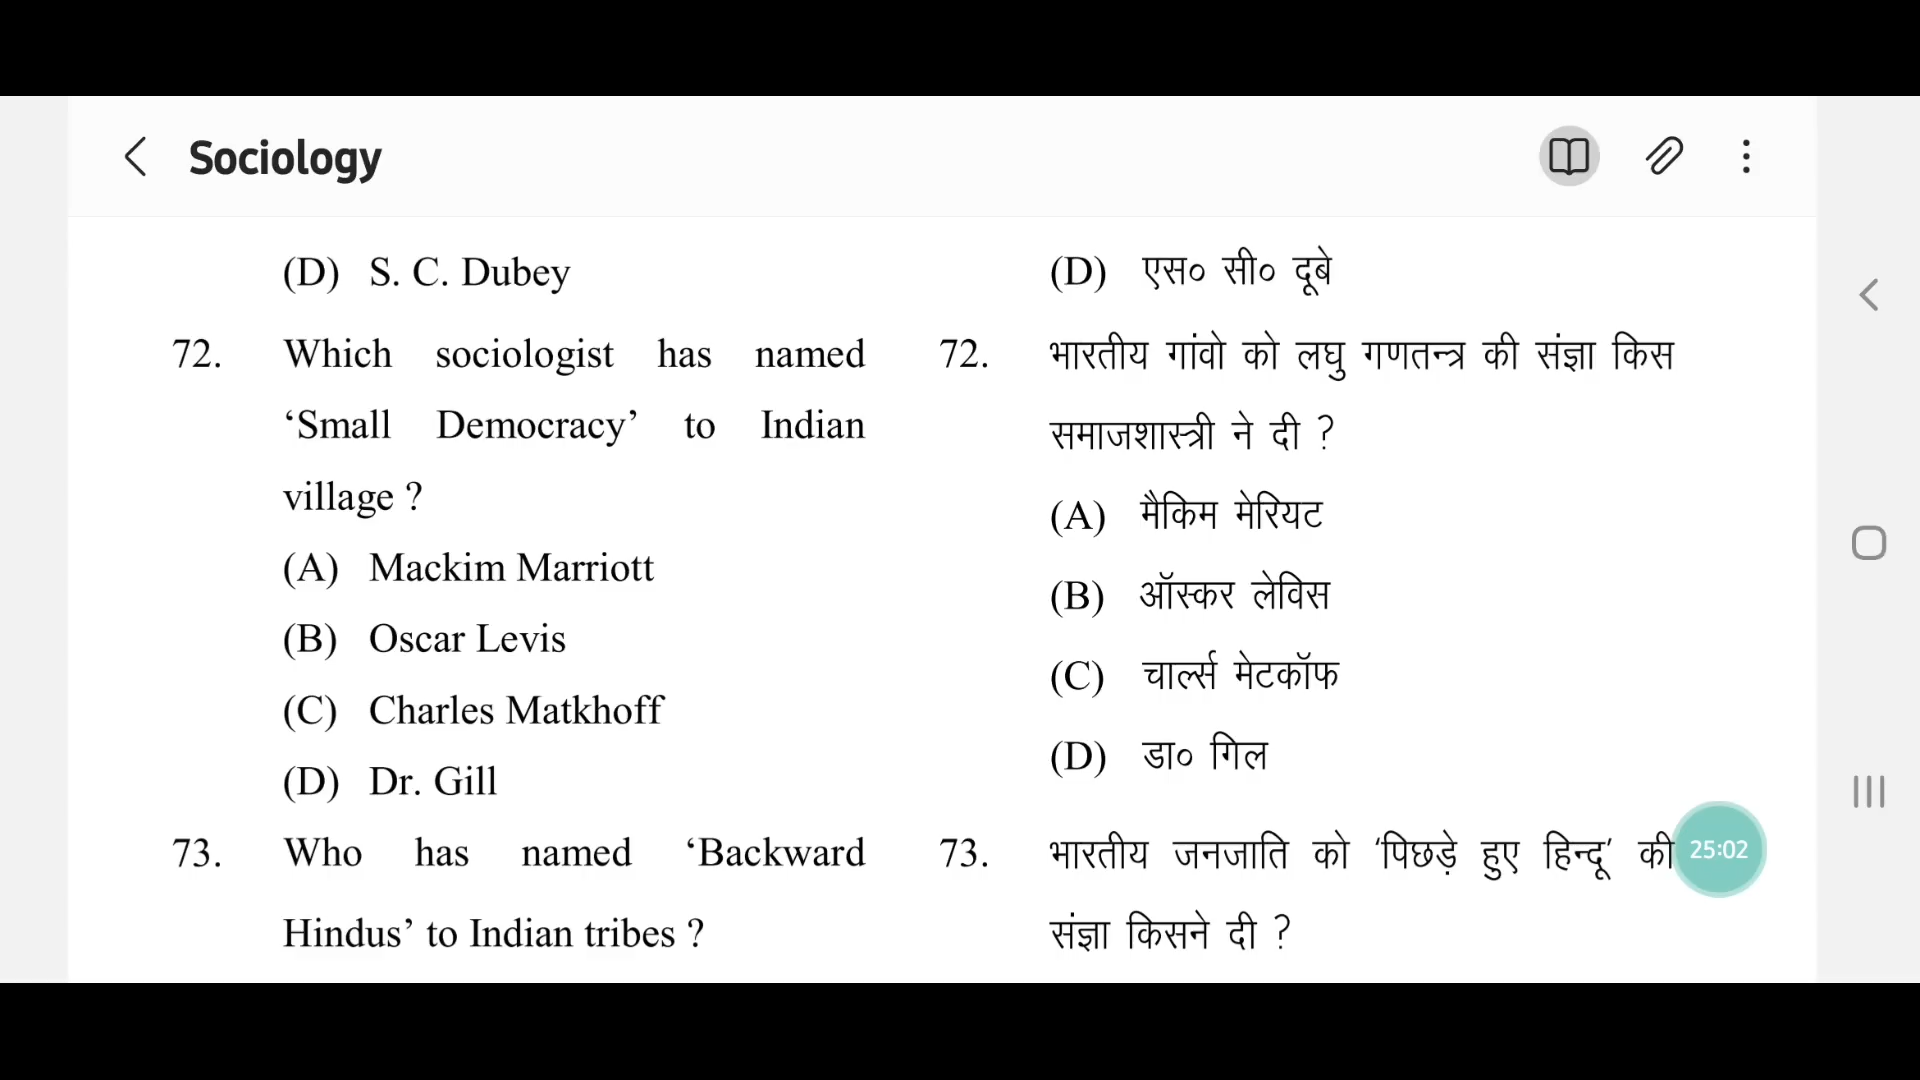 Sociology
(D) S. C. Dubey
72. Which sociologist has named
‘Small Democracy’ to Indian
village ?
(A) Mackim Marriott
(B) Oscar Levis
(C) Charles Matkhoff
(D) Dr. Gill
73. Who has named ‘Backward
Hindus’ to Indian tribes ?
(D) एस० सी० दूबे
72. भारतीय गांवो को लघु गणतन्त्र की संज्ञा किस
समाजशास्त्री ने दी ?
(A) मैकिम मेरियट
(B) ऑस्कर लेविस
(C) चार्ल्स मेटकॉफ
(D) डा० गिल
73. भारतीय जनजाति को ‘पिछड़े हुए हिन्दू’ की
संज्ञा किसने दी ?
25:02